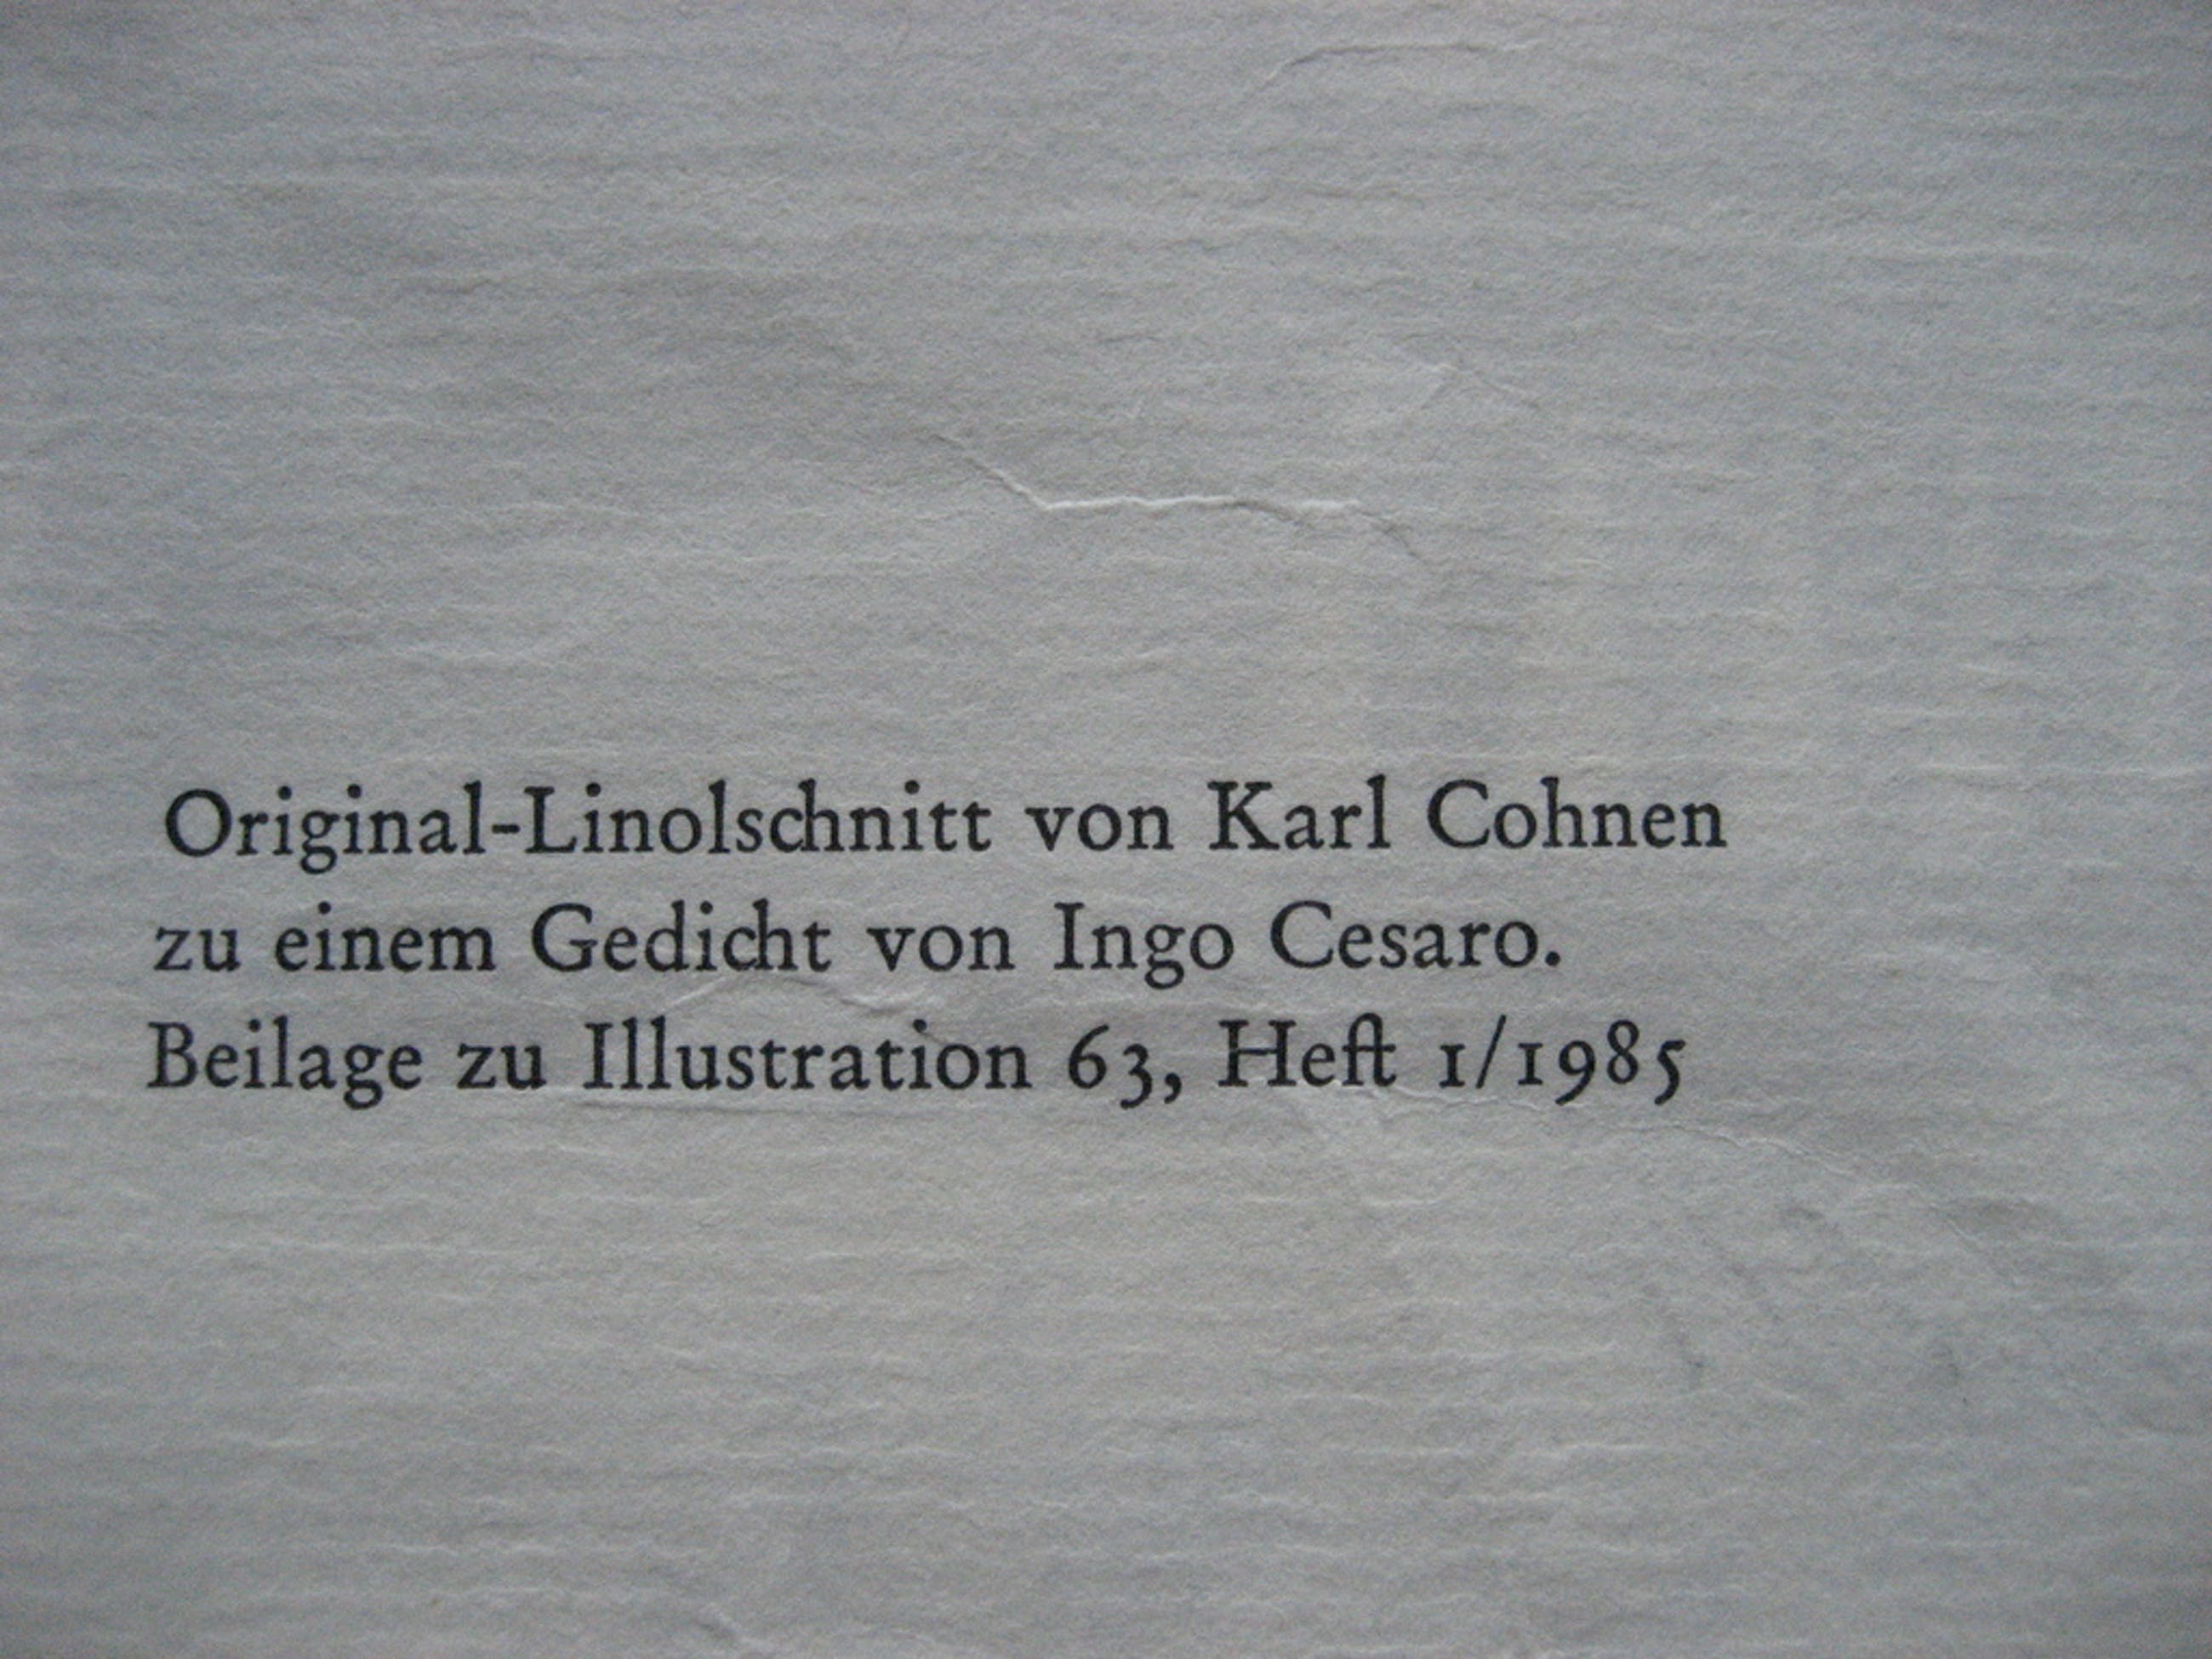 Original-Linolschnitt von Karl Cohnen
zu einem Gedicht von Ingo Cesaro.
Beilage zu Illustration 63, Heft 1/1985